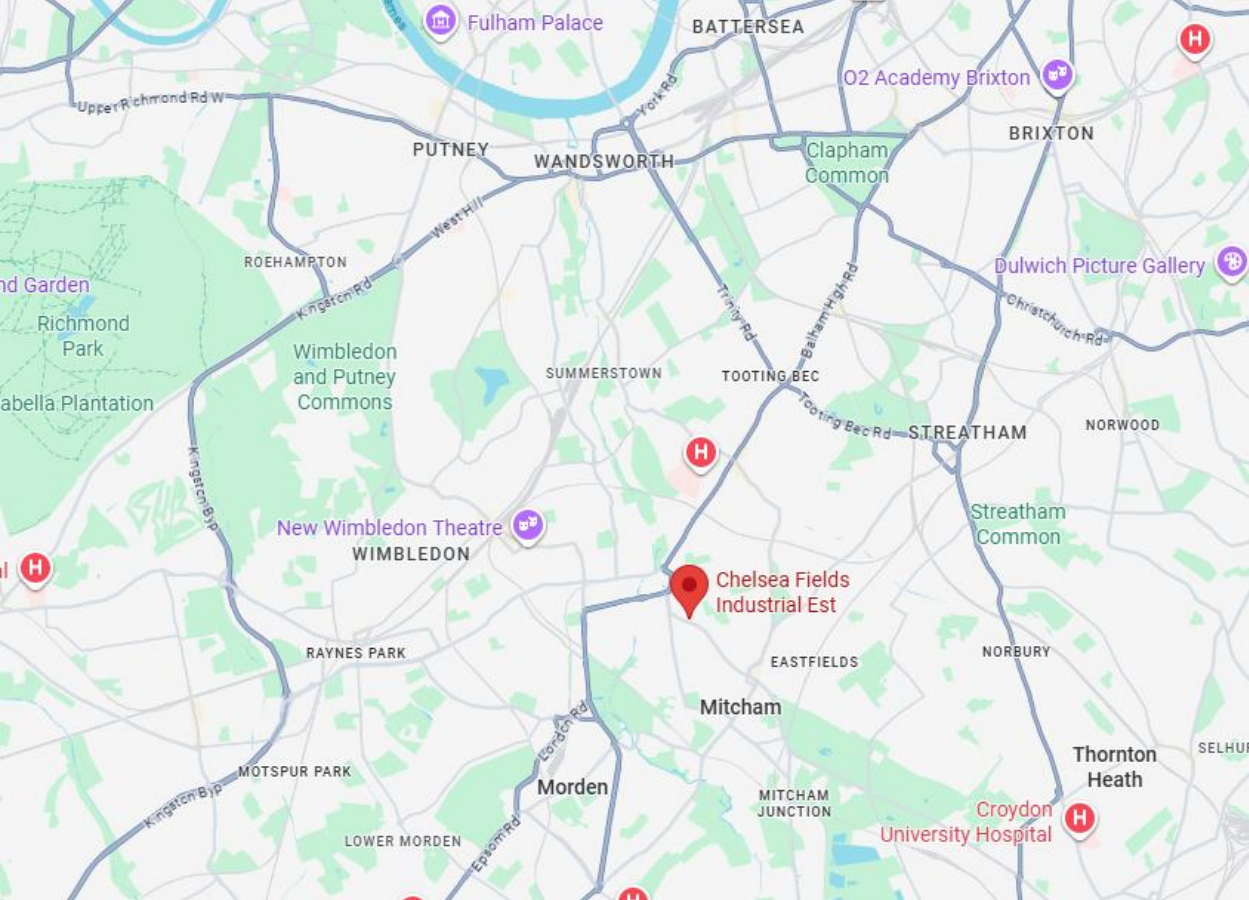 Fulham Palace
BATTERSEA
O2 Academy Brixton
York Rd
Upper Richmond Rd W
BRIXTON
PUTNEY
WANDSWORTH
Clapham
Common
West Hill
ROEHAMPTON
Dulwich Picture Gallery
nd Garden
Kingston Rd
Trinity Rd
Balham High Rd
Christchurch Rd
Richmond
Park
Wimbledon
and Putney
Commons
SUMMERSTOWN
TOOTING BEC
abella Plantation
Tooting Bec Rd
STREATHAM
NORWOOD
H
Kingston Byp
Streatham
Common
New Wimbledon Theatre
WIMBLEDON
Chelsea Fields
Industrial Est
RAYNES PARK
EASTFIELDS
NORBURY
Mitcham
London Rd
Thornton
Heath
SELHUR
MOTSPUR PARK
Morden
Kingston Byp
MITCHAM
JUNCTION
Croydon
University Hospital
LOWER MORDEN
Epsom Rd